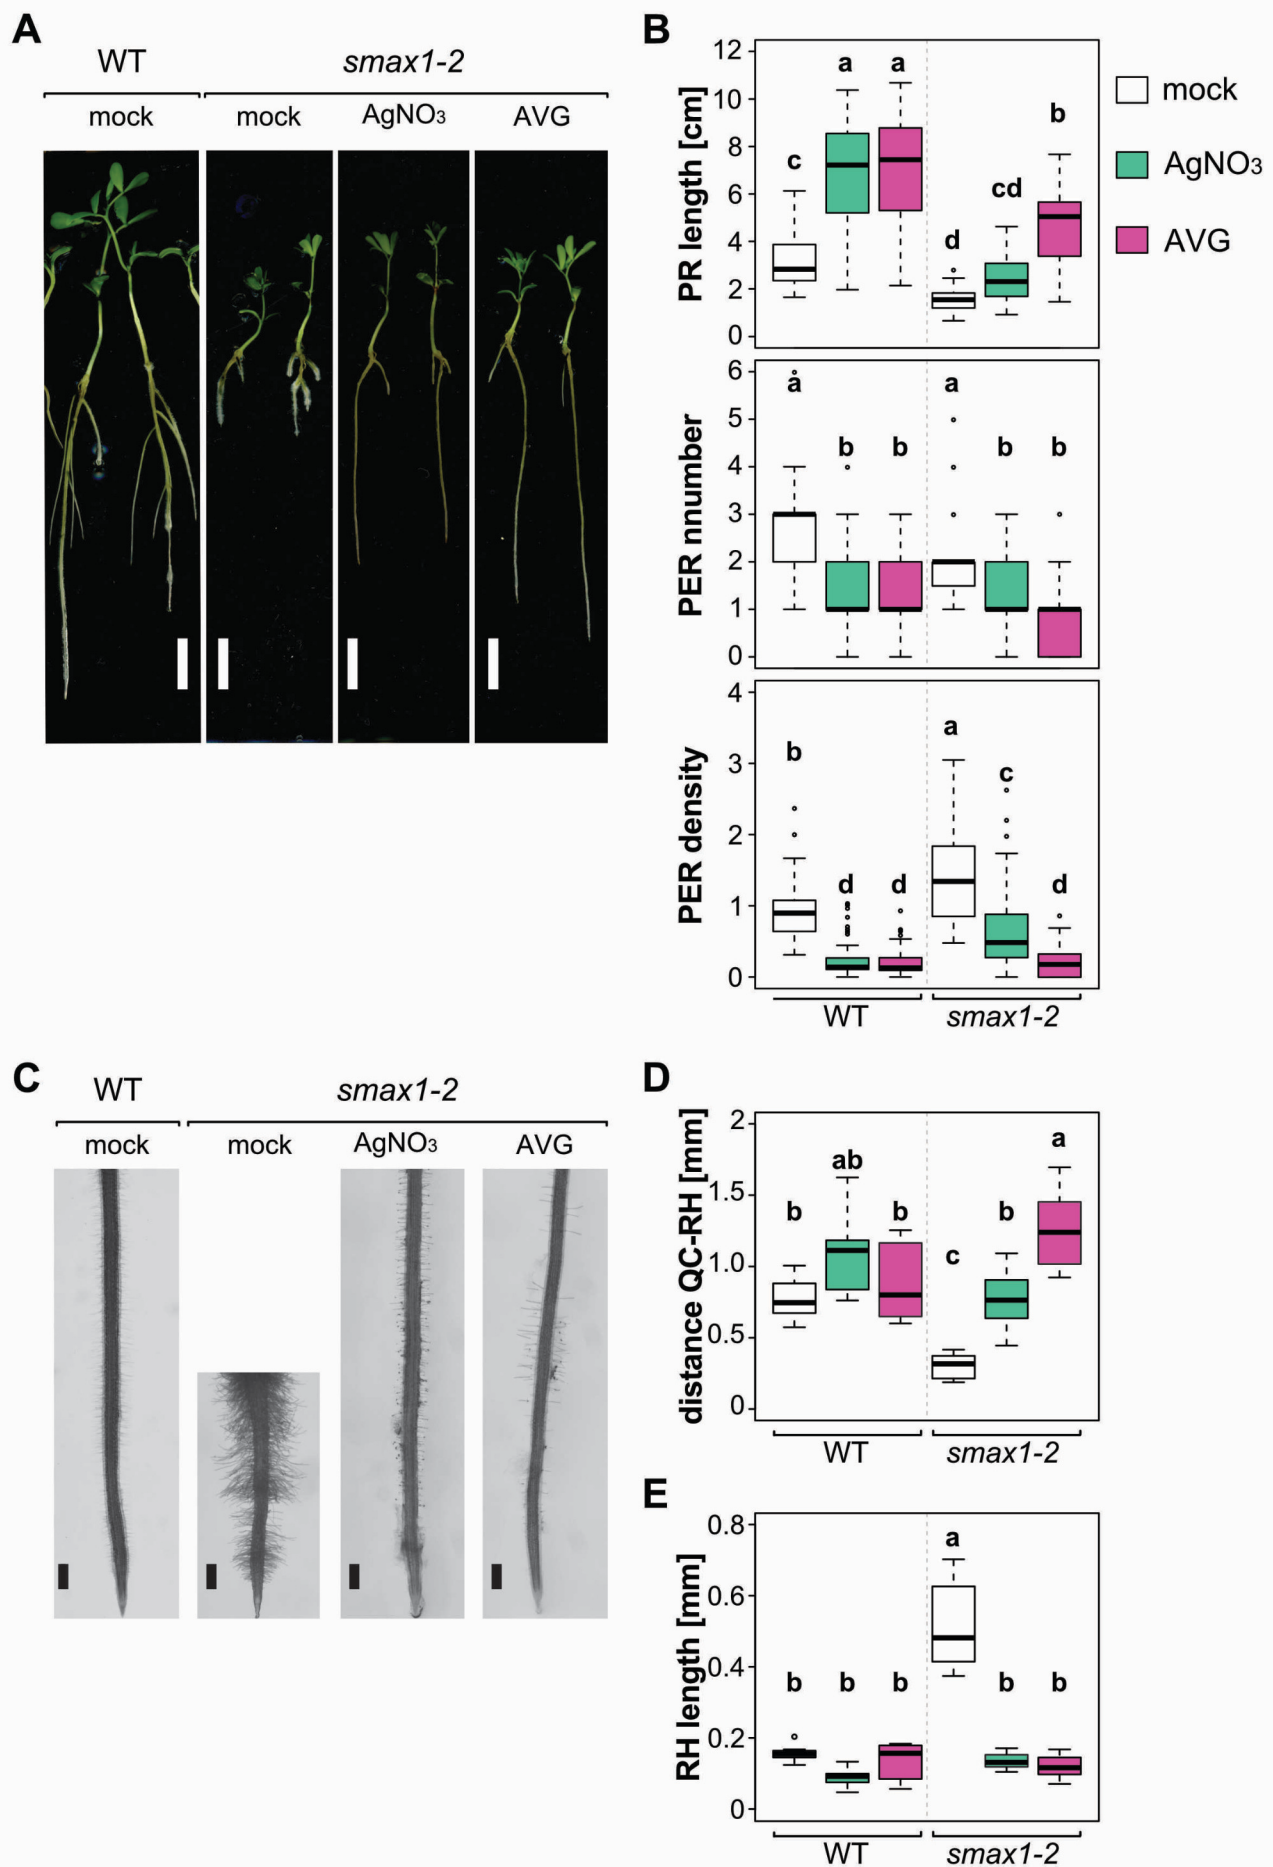 A
WT
smax1-2
mock
mock
AgNO3
AVG
B
PR length [cm]
12
10
8
6
4
2
0
c
a
a
d
cd
b
mock
AgNO3
AVG
PER nnumber
6
5
4
3
2
1
0
a
b
b
a
b
b
PER density
4
3
2
1
0
b
d
d
a
c
d
WT
smax1-2
C
WT
smax1-2
mock
mock
AgNO3
AVG
D
distance QC-RH [mm]
2
1.5
1.0
0.5
0
b
ab
b
c
b
a
WT
smax1-2
E
RH length [mm]
0.8
0.6
0.4
0.2
0
b
b
b
a
b
b
WT
smax1-2